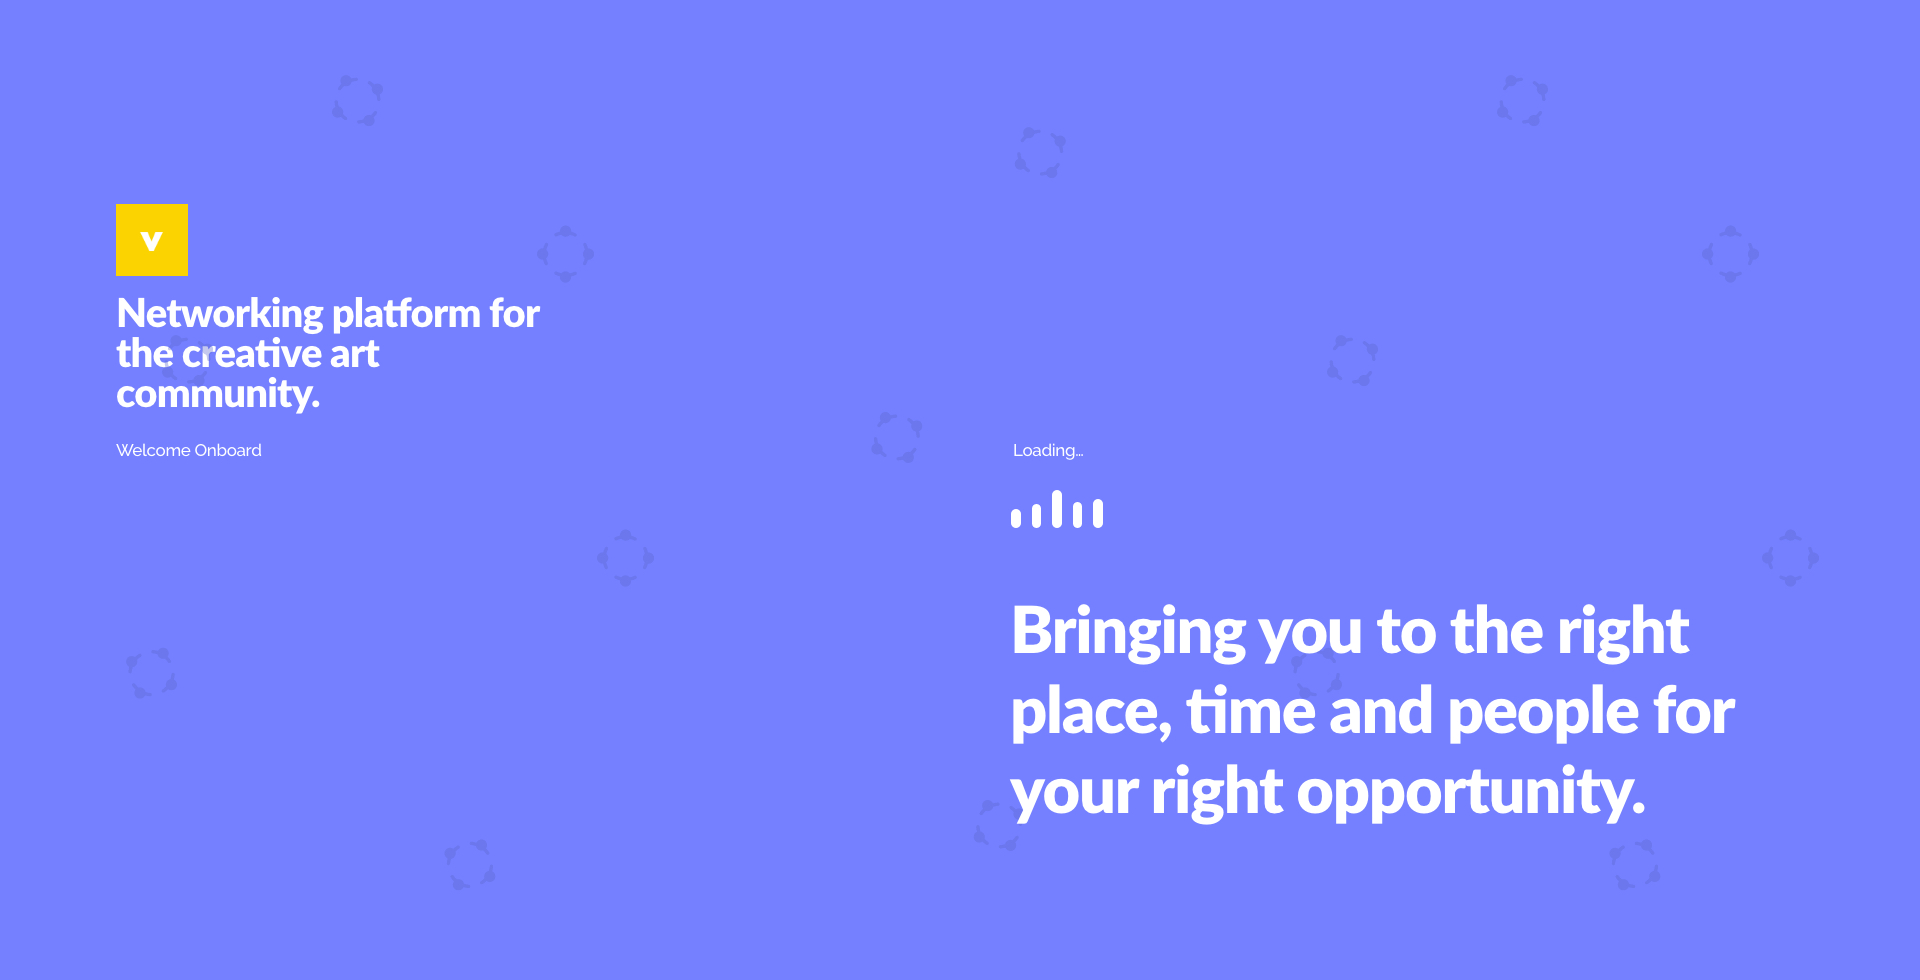 v
Networking platform for
the creative art
community.
Welcome Onboard
Loading...
Bringing you to the right
place, time and people for
your right opportunity.